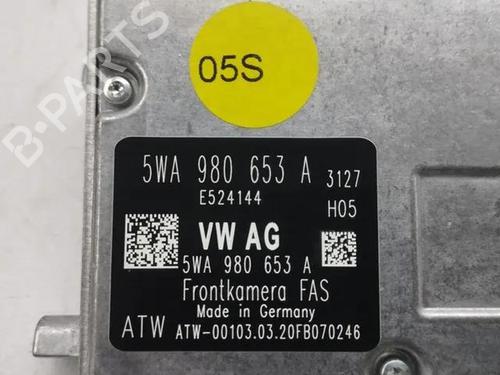 05S
B-PARTS
5WA 980 653 A 3127
E524144 H05
VW AG
5WA 980 653 A
Frontkamera FAS
Made in Germany
ATW ATW-00103.03.20FB070246